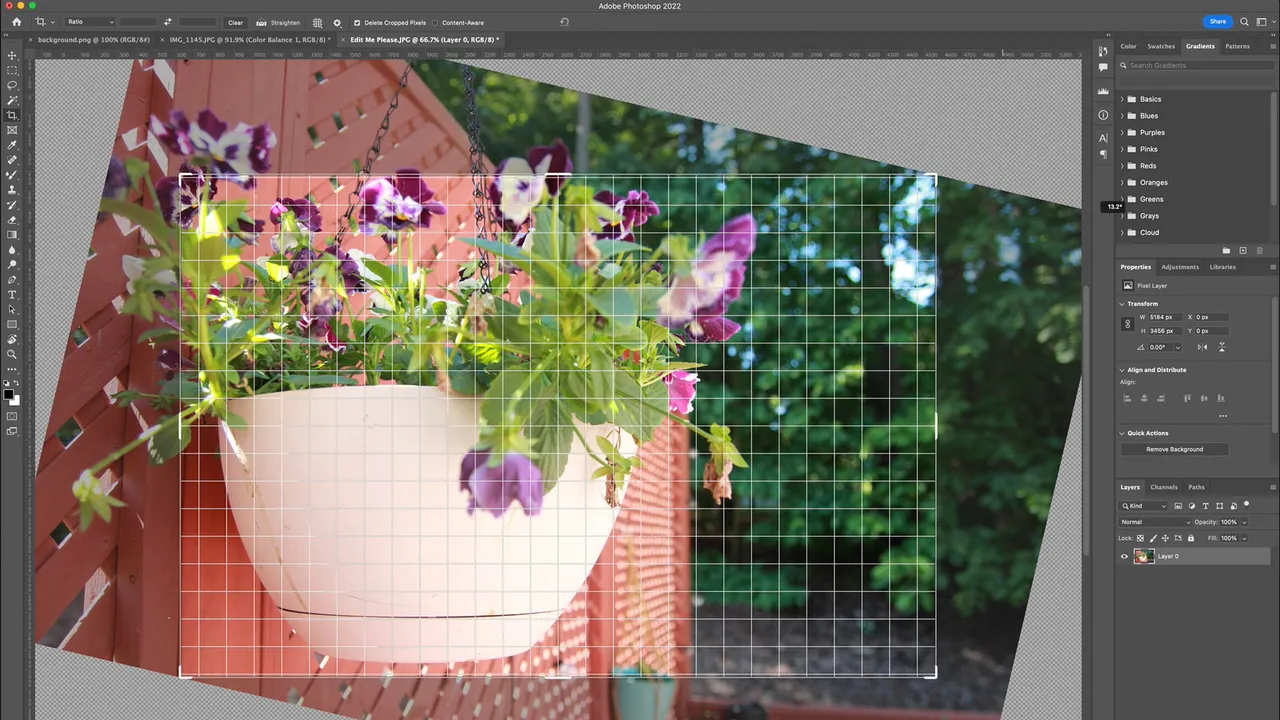 Adobe Photoshop 2022
Ratio
Clear
Straighten
Delete Cropped Pixels
Content-Aware
Share
background.png @ 100% (RGB/8#)
IMG_1145.JPG @ 91.9% (Color Balance 1, RGB/8) *
Edit Me Please.JPG @ 66.7% (Layer 0, RGB/8) *
Color
Swatches
Gradients
Patterns
Search Gradients
Basics
Blues
Purples
Pinks
Reds
Oranges
Greens
13.2°
Grays
Cloud
Properties
Adjustments
Libraries
Pixel Layer
Transform
W 5184 px X 0 px
H 3456 px Y 0 px
0.00°
Align and Distribute
Align:
Quick Actions
Remove Background
Layers
Channels
Paths
Kind
Normal
Opacity: 100%
Lock:
Fill: 100%
Layer 0